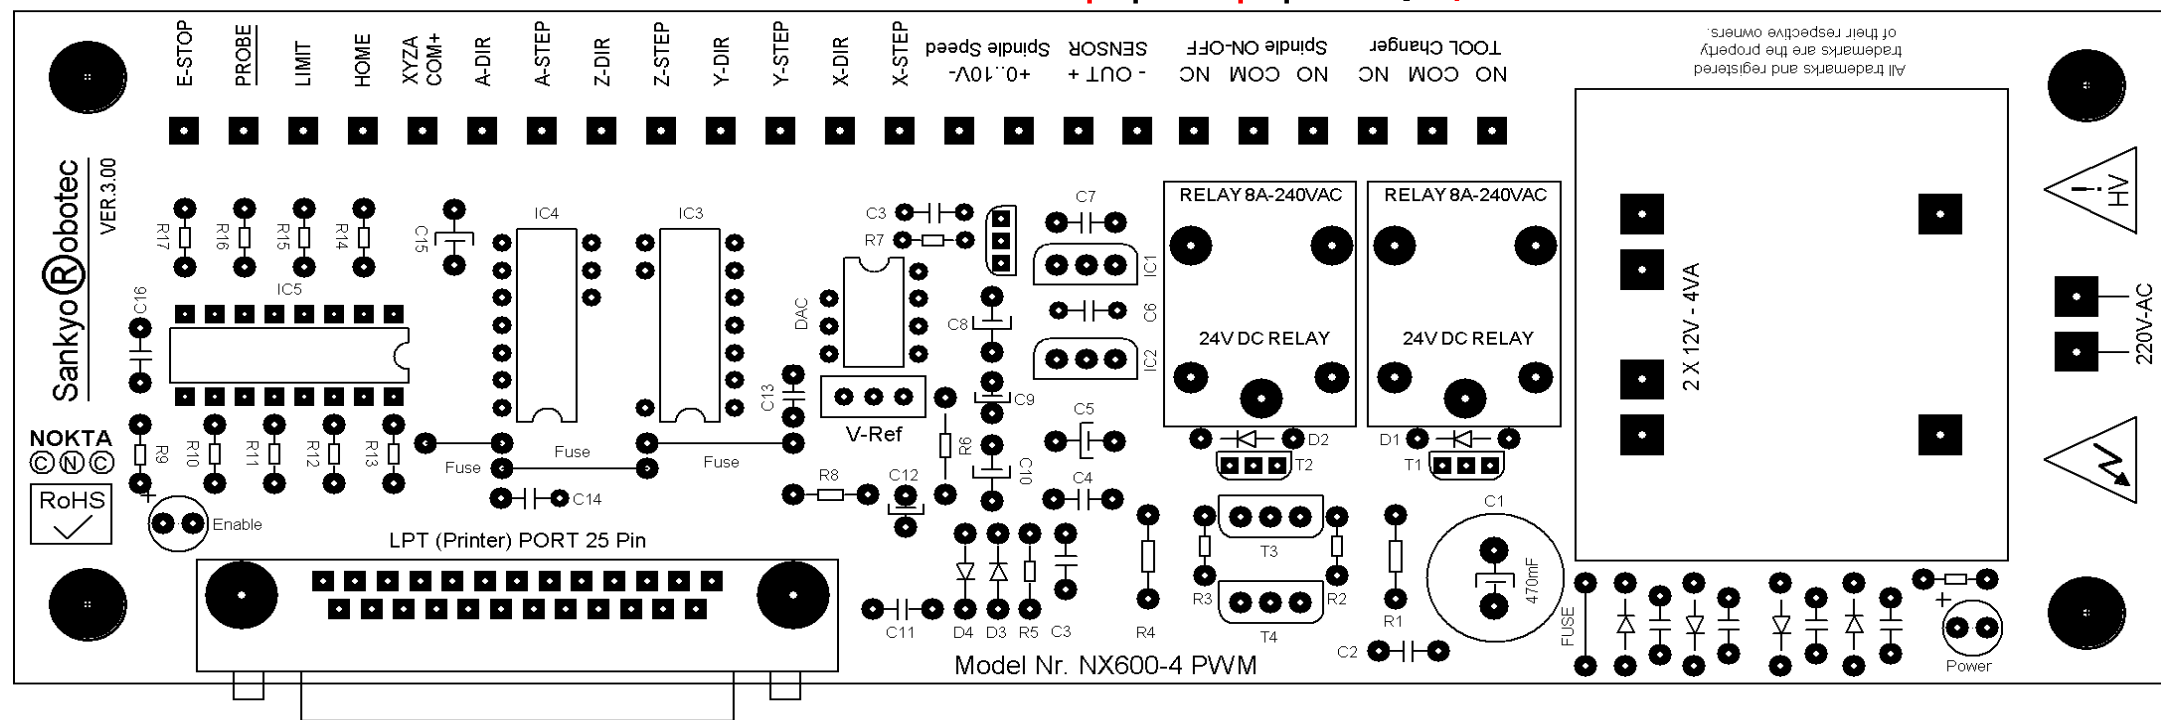 E-STOP
PROBE
LIMIT
HOME
XYZA
COM+
A-DIR
A-STEP
Z-DIR
Z-STEP
Y-DIR
Y-STEP
X-DIR
X-STEP
+0..10V-
Spindle Speed
- OUT +
SENSOR
NC COM NO
Spindle ON-OFF
NC COM NO
TOOL Changer
All trademarks and registered
trademarks are the property
of their respective owners.
Sankyo Ⓡobotec
VER.3.00
R17
R16
R15
R14
C15
IC4
IC3
C3
R7
C7
IC1
RELAY 8A-240VAC
RELAY 8A-240VAC
HV
IC5
C16
DAC
C8
C6
IC2
24V DC RELAY
24V DC RELAY
2 X 12V - 4VA
220V-AC
C13
C9
V-Ref
C5
D2
D1
NOKTA
ⒸⓃⒸ
R9
R10
R11
R12
R13
Fuse
Fuse
Fuse
R6
C10
T2
T1
RoHS
+
Enable
C14
R8
C12
C4
C1
470mF
LPT (Printer) PORT 25 Pin
T3
C11
D4
D3
R5
C3
R4
R3
T4
R2
R1
C2
FUSE
+
Power
Model Nr. NX600-4 PWM